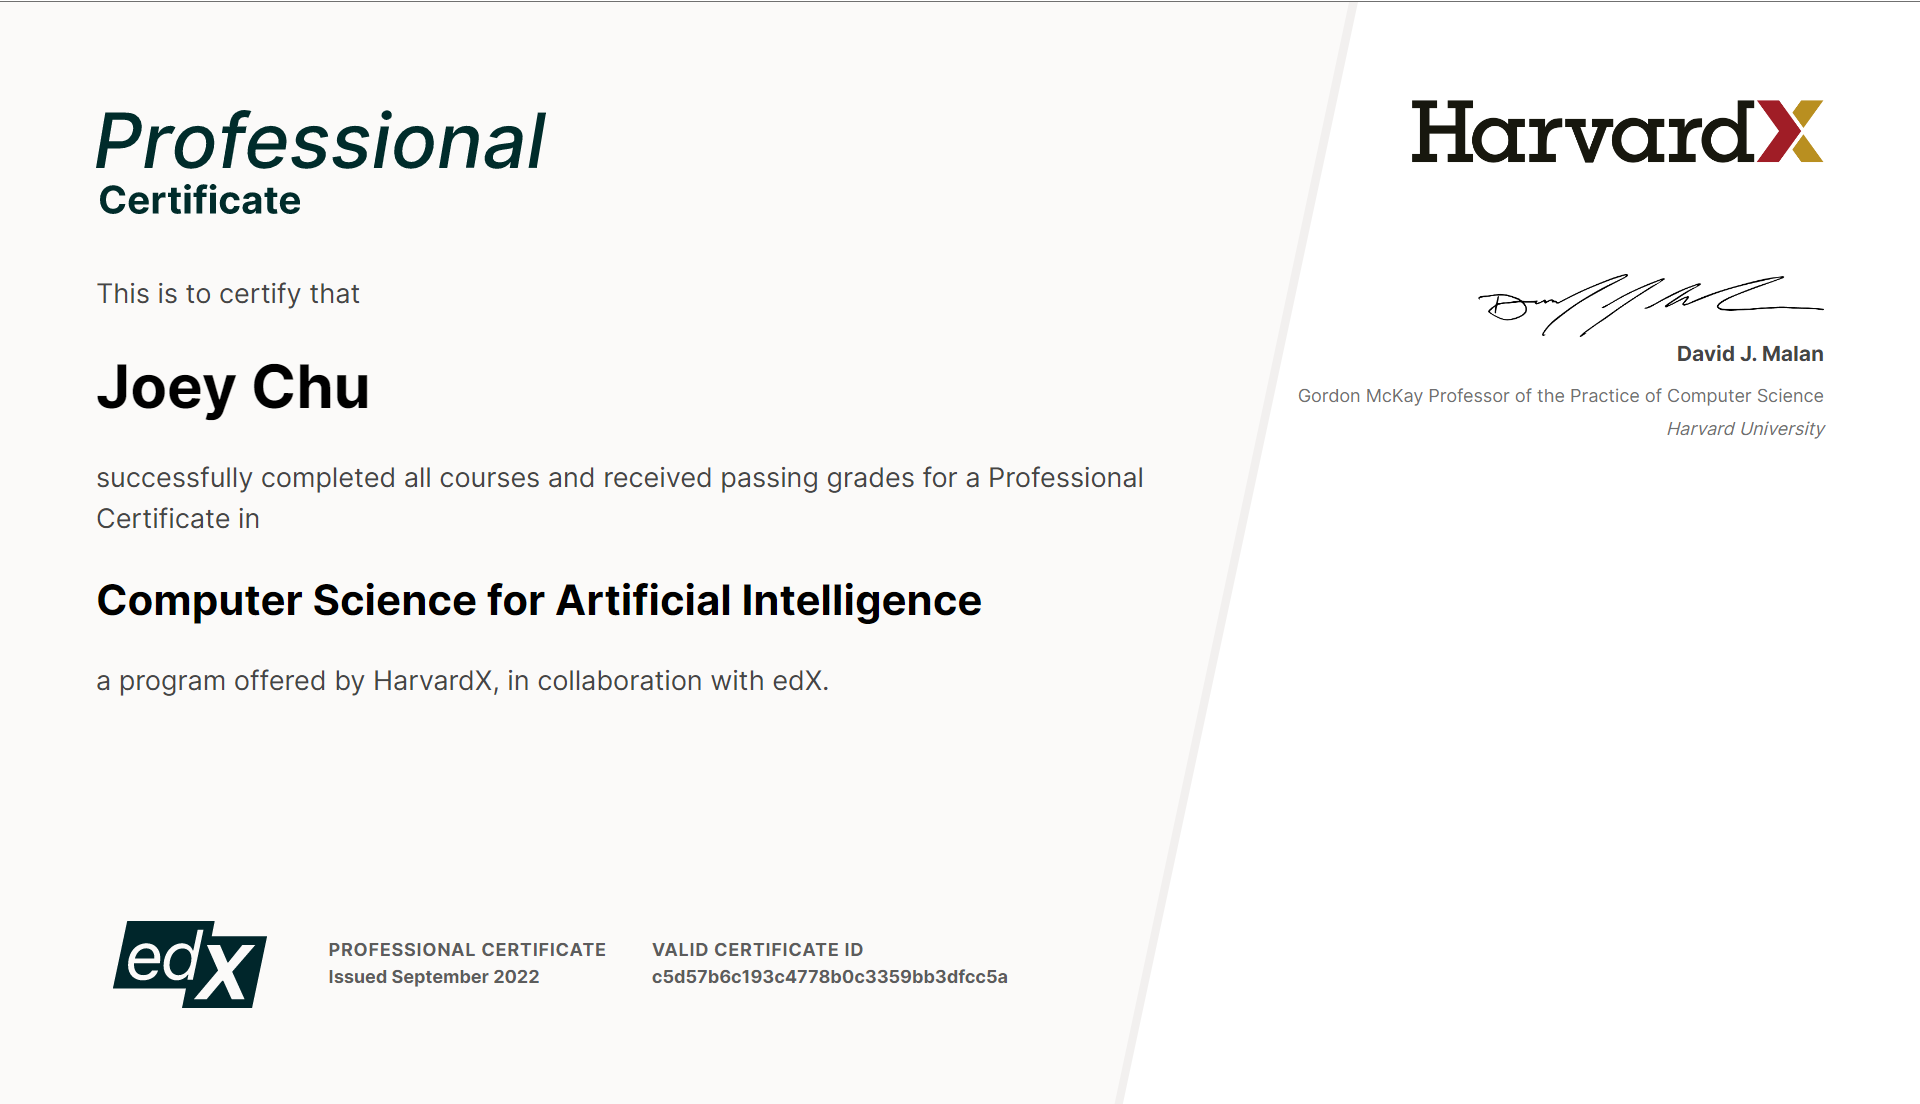 Professional
Certificate
This is to certify that
Joey Chu
successfully completed all courses and received passing grades for a Professional
Certificate in
Computer Science for Artificial Intelligence
a program offered by HarvardX, in collaboration with edX.
edX
PROFESSIONAL CERTIFICATE
Issued September 2022
VALID CERTIFICATE ID
c5d57b6c193c4778b0c3359bb3dfcc5a
HarvardX
David J. Malan
Gordon McKay Professor of the Practice of Computer Science
Harvard University